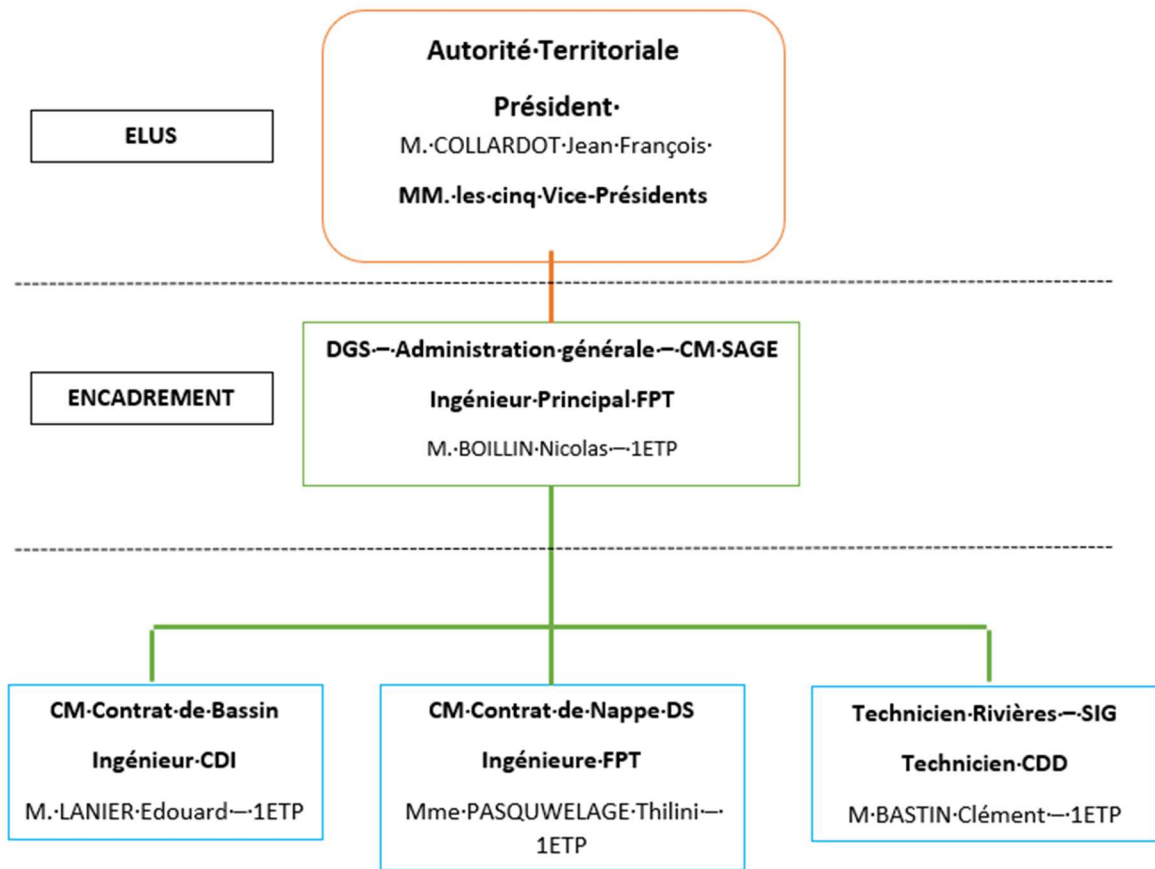 Autorité·Territoriale
Président·
ELUS
M.·COLLARDOT·Jean·François·
MM.·les·cinq·Vice-Présidents
DGS·–·Administration·générale·–·CM·SAGE
ENCADREMENT
Ingénieur·Principal·FPT
M.·BOILLIN·Nicolas·–·1ETP
CM·Contrat·de·Bassin
Ingénieur·CDI
M.·LANIER·Edouard·–·1ETP
CM·Contrat·de·Nappe·DS
Ingénieure·FPT
Mme·PASQUWELAGE·Thilini·–·
1ETP
Technicien·Rivières·–·SIG
Technicien·CDD
M·BASTIN·Clément·–·1ETP